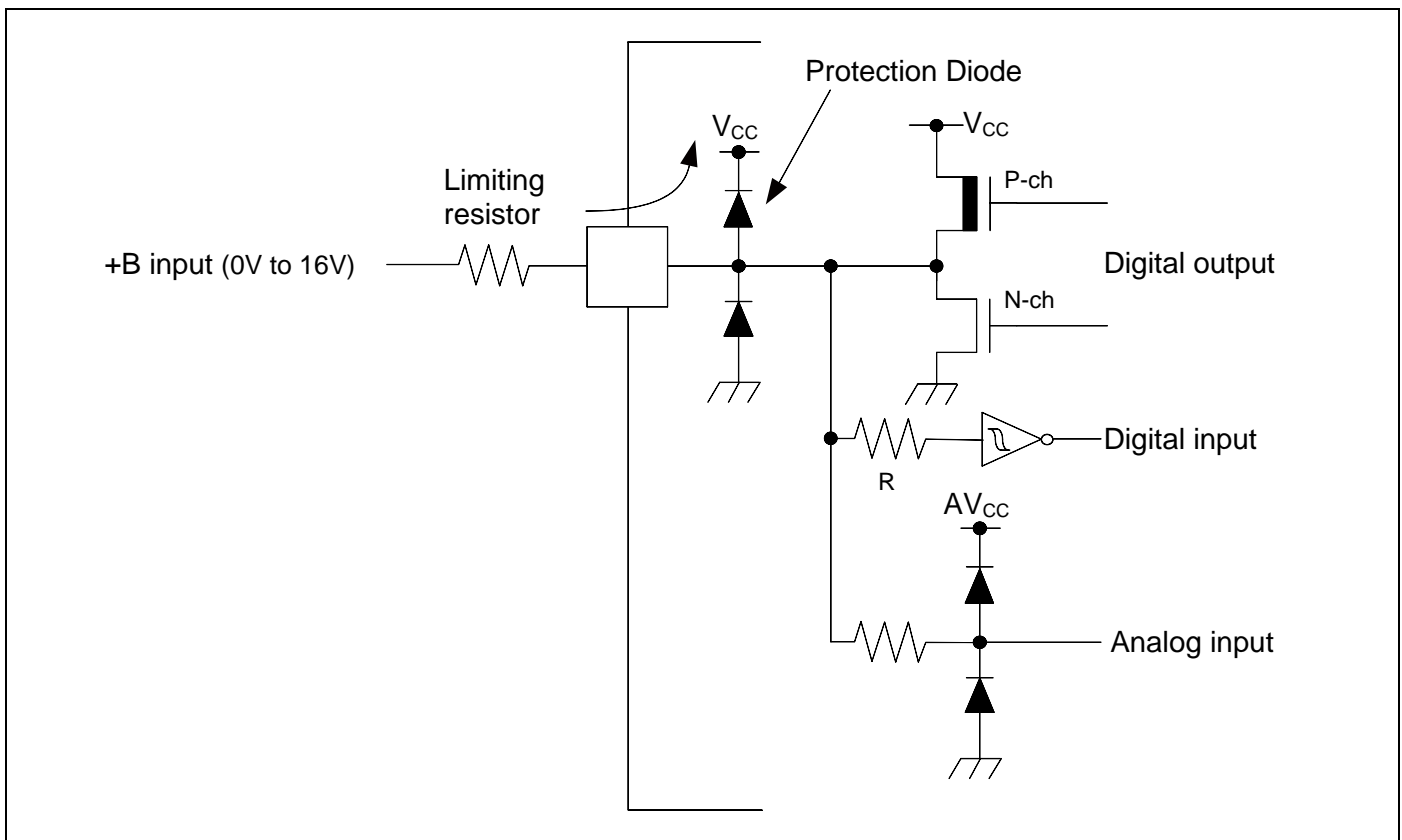 Protection Diode
VCC
VCC
P-ch
Limiting
resistor
+B input (0V to 16V)
Digital output
N-ch
Digital input
R
AVCC
Analog input